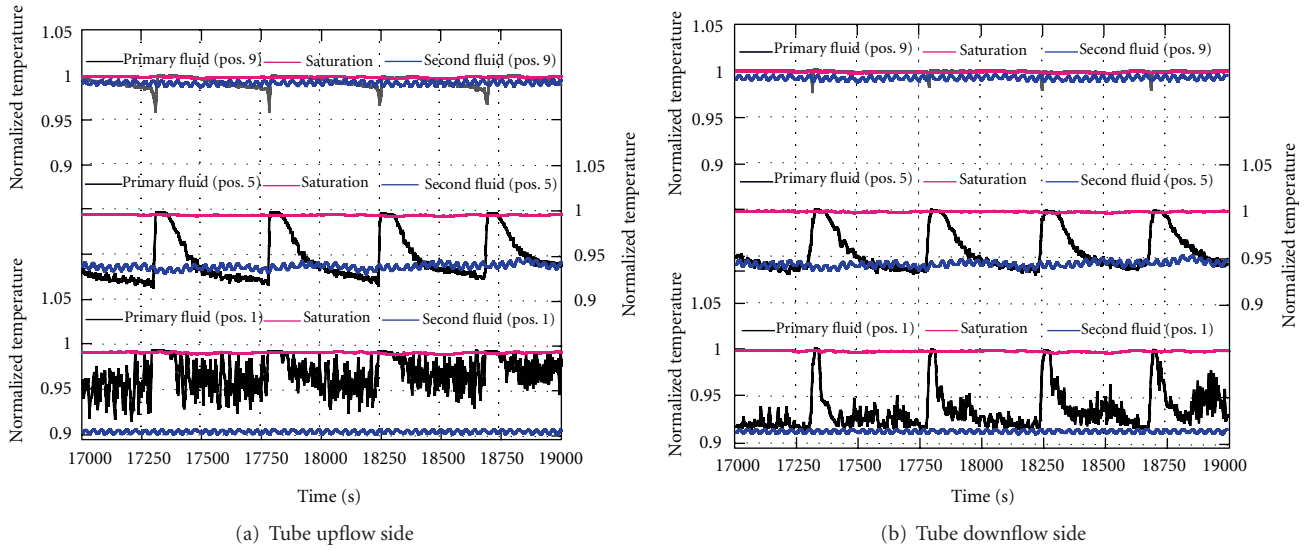 1.05
Primary fluid (pos. 9) Saturation Second fluid (pos. 9)
1
0.95
0.9
Normalized temperature
1.05
Primary fluid (pos. 5) Saturation Second fluid (pos. 5)
1
0.95
0.9
Normalized temperature
1.05
Primary fluid (pos. 1) Saturation Second fluid (pos. 1)
1
0.95
0.9
Normalized temperature
17000 17250 17500 17750 18000 18250 18500 18750 19000
Time (s)
(a) Tube upflow side
1.05
Primary fluid (pos. 9) Saturation Second fluid (pos. 9)
1
0.95
0.9
Normalized temperature
1.05
Primary fluid (pos. 5) Saturation Second fluid (pos. 5)
1
0.95
0.9
Normalized temperature
1.05
Primary fluid (pos. 1) Saturation Second fluid (pos. 1)
1
0.95
0.9
Normalized temperature
17000 17250 17500 17750 18000 18250 18500 18750 19000
Time (s)
(b) Tube downflow side